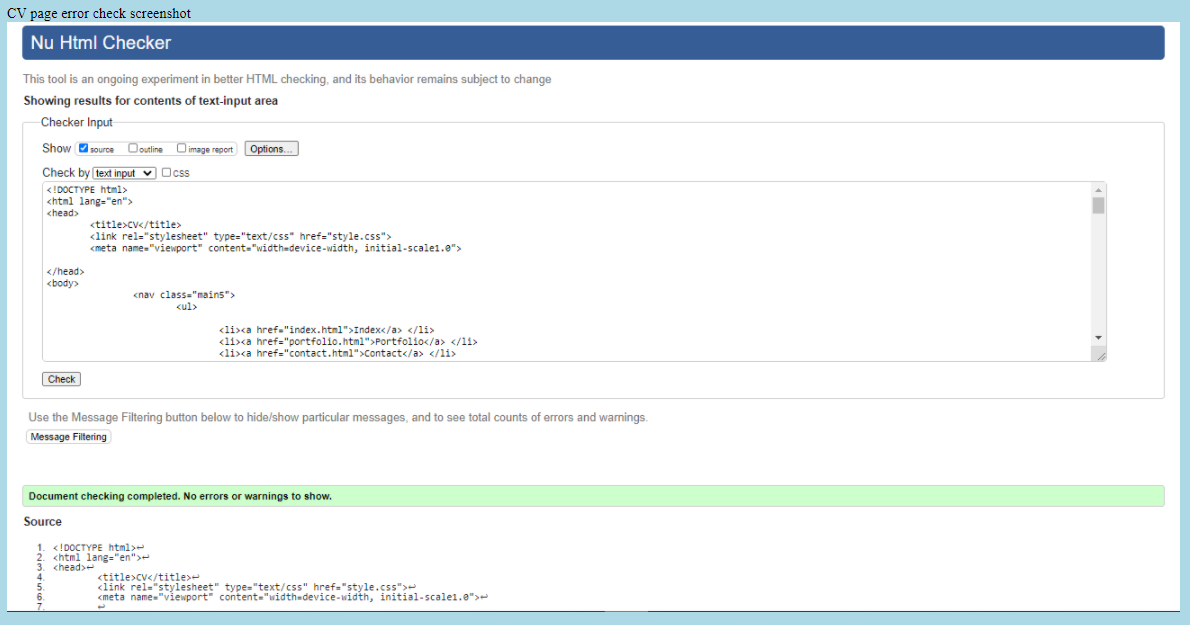 CV page error check screenshot
Nu Html Checker
This tool is an ongoing experiment in better HTML checking, and its behavior remains subject to change
Showing results for contents of text-input area
Checker Input
Show source outline image report Options...
Check by text input css
<!DOCTYPE html>
<html lang="en">
<head>
<title>CV</title>
<link rel="stylesheet" type="text/css" href="style.css">
<meta name="viewport" content="width=device-width, initial-scale1.0">
</head>
<body>
<nav class="main5">
<ul>
<li><a href="index.html">Index</a> </li>
<li><a href="portfolio.html">Portfolio</a> </li>
<li><a href="contact.html">Contact</a> </li>
Check
Use the Message Filtering button below to hide/show particular messages, and to see total counts of errors and warnings.
Message Filtering
Document checking completed. No errors or warnings to show.
Source
1. <!DOCTYPE html>↩
2. <html lang="en">↩
3. <head>↩
4. <title>CV</title>↩
5. <link rel="stylesheet" type="text/css" href="style.css">↩
6. <meta name="viewport" content="width=device-width, initial-scale1.0">↩
7. ↩